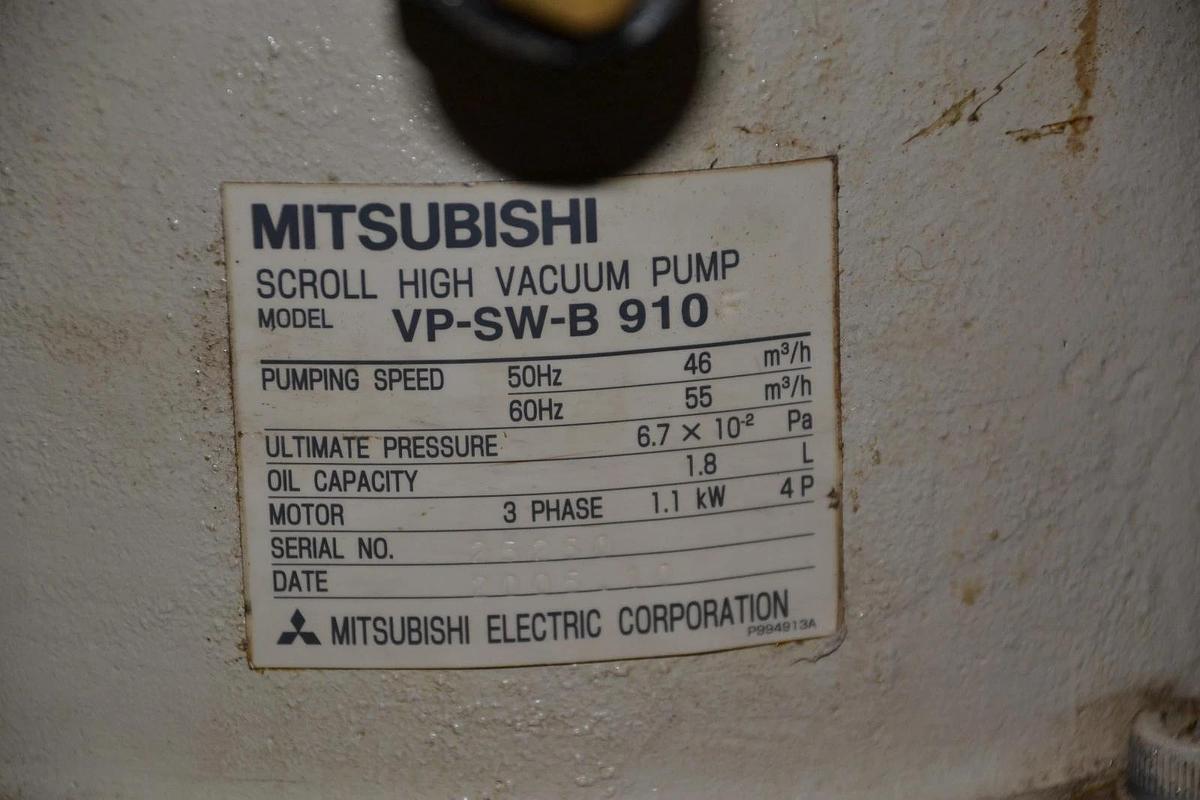 MITSUBISHI
SCROLL HIGH VACUUM PUMP
MODEL VP-SW-B 910
PUMPING SPEED 50Hz 46 m³/h
60Hz 55 m³/h
ULTIMATE PRESSURE 6.7 × 10⁻² Pa
OIL CAPACITY 1.8 L
MOTOR 3 PHASE 1.1 kW 4P
SERIAL NO.
DATE
MITSUBISHI ELECTRIC CORPORATION
P994913A